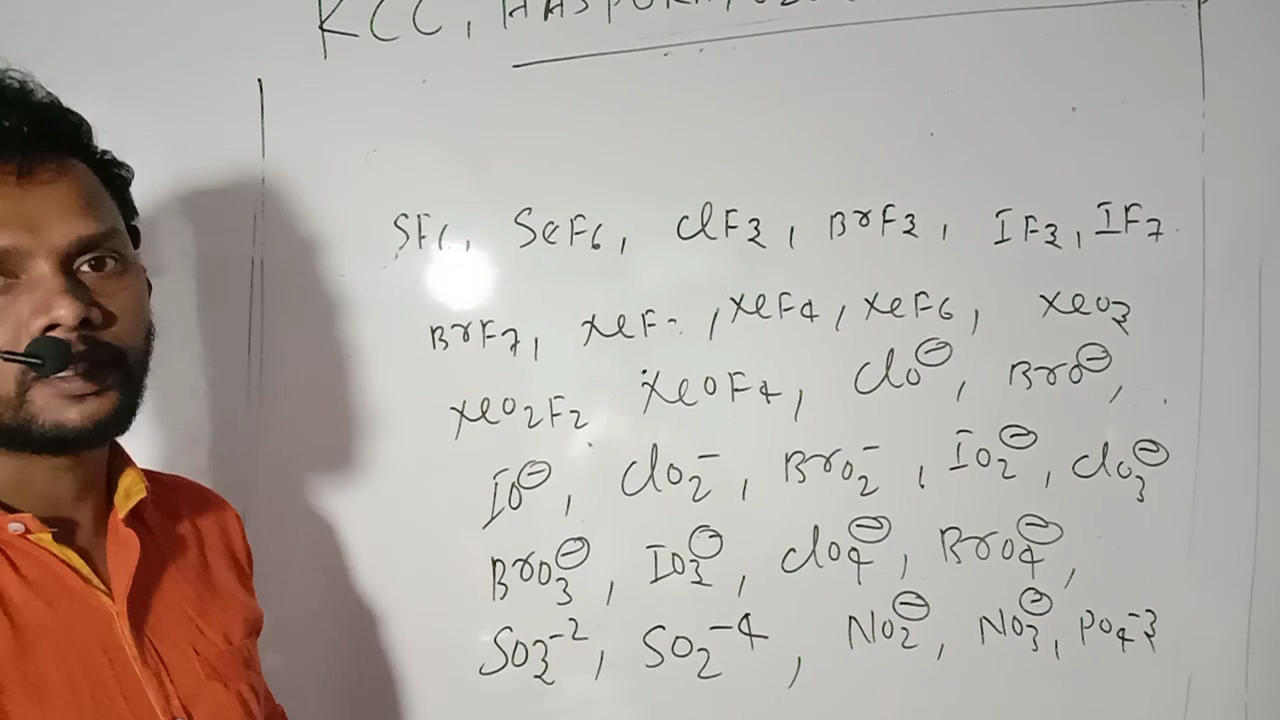 KCC,
SF6, SeF6, ClF3, BrF3, IF3, IF7.
BrF7, XeF2, XeF4, XeF6, XeO3
XeO2F2 XeOF4, ClO⊖, BrO⊖,
IO⊖, ClO2⁻, BrO2⁻, IO2⊖, ClO3⊖
BrO3⊖, IO3⊖, ClO4⊖, BrO4⊖,
SO3⁻², SO2⁻⁴, NO2⊖, NO3⊖, PO4⁻³